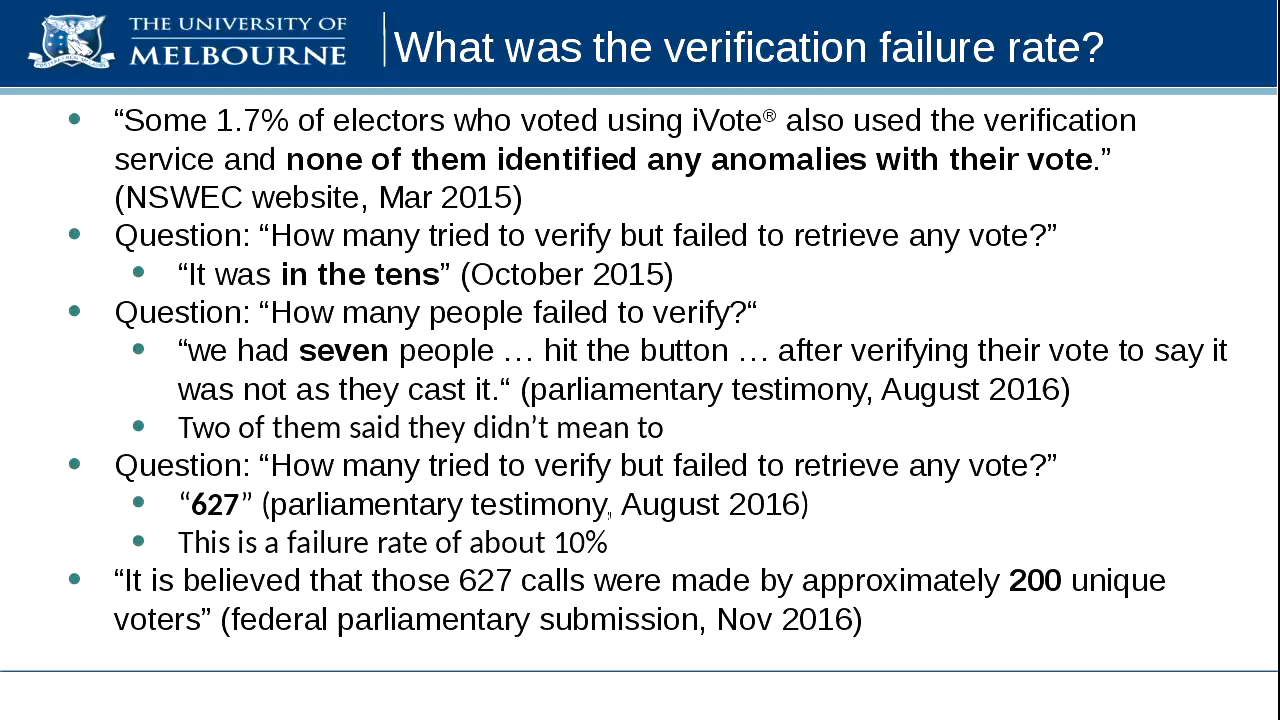 THE UNIVERSITY OF
MELBOURNE
What was the verification failure rate?
• “Some 1.7% of electors who voted using iVote® also used the verification
service and none of them identified any anomalies with their vote.”
(NSWEC website, Mar 2015)
• Question: “How many tried to verify but failed to retrieve any vote?”
• “It was in the tens” (October 2015)
• Question: “How many people failed to verify?“
• “we had seven people … hit the button … after verifying their vote to say it
was not as they cast it.“ (parliamentary testimony, August 2016)
• Two of them said they didn’t mean to
• Question: “How many tried to verify but failed to retrieve any vote?”
• “627” (parliamentary testimony, August 2016)
• This is a failure rate of about 10%
• “It is believed that those 627 calls were made by approximately 200 unique
voters” (federal parliamentary submission, Nov 2016)